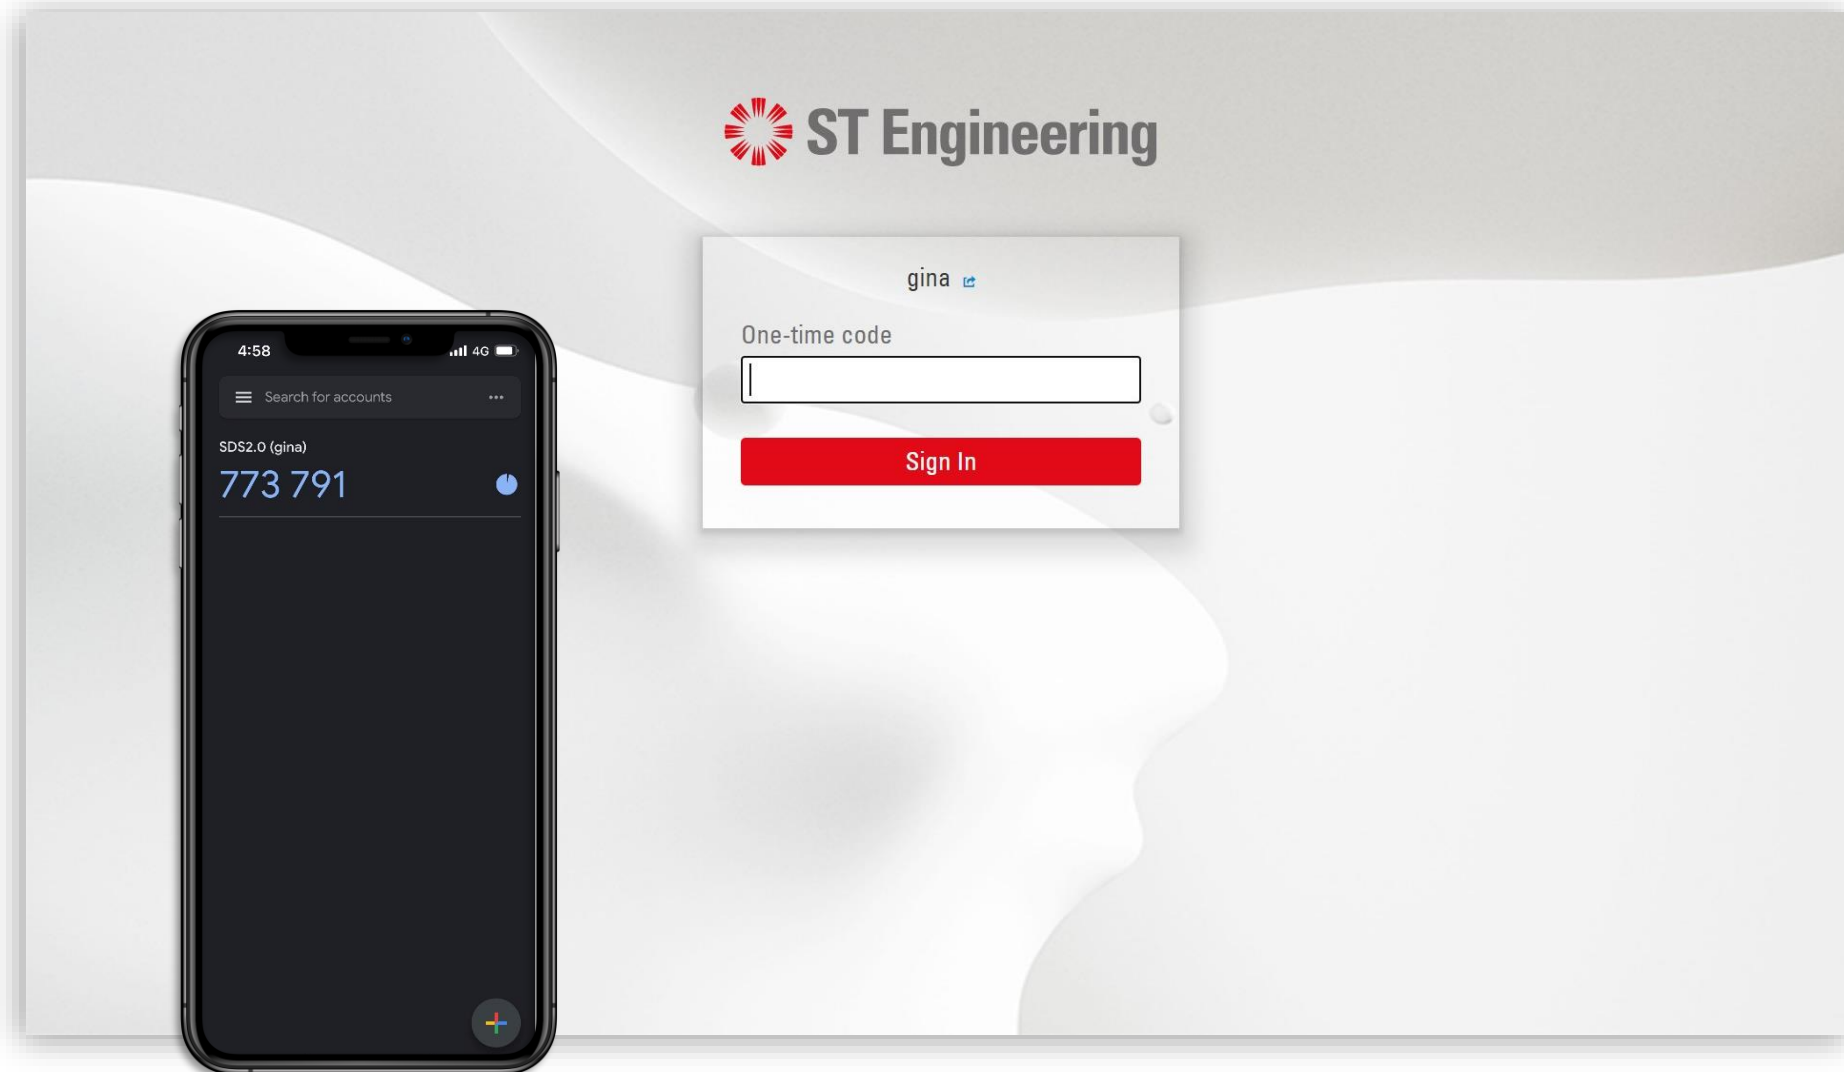 ST Engineering
gina
One-time code
Sign In
4:58
4G
Search for accounts
SDS2.0 (gina)
773 791